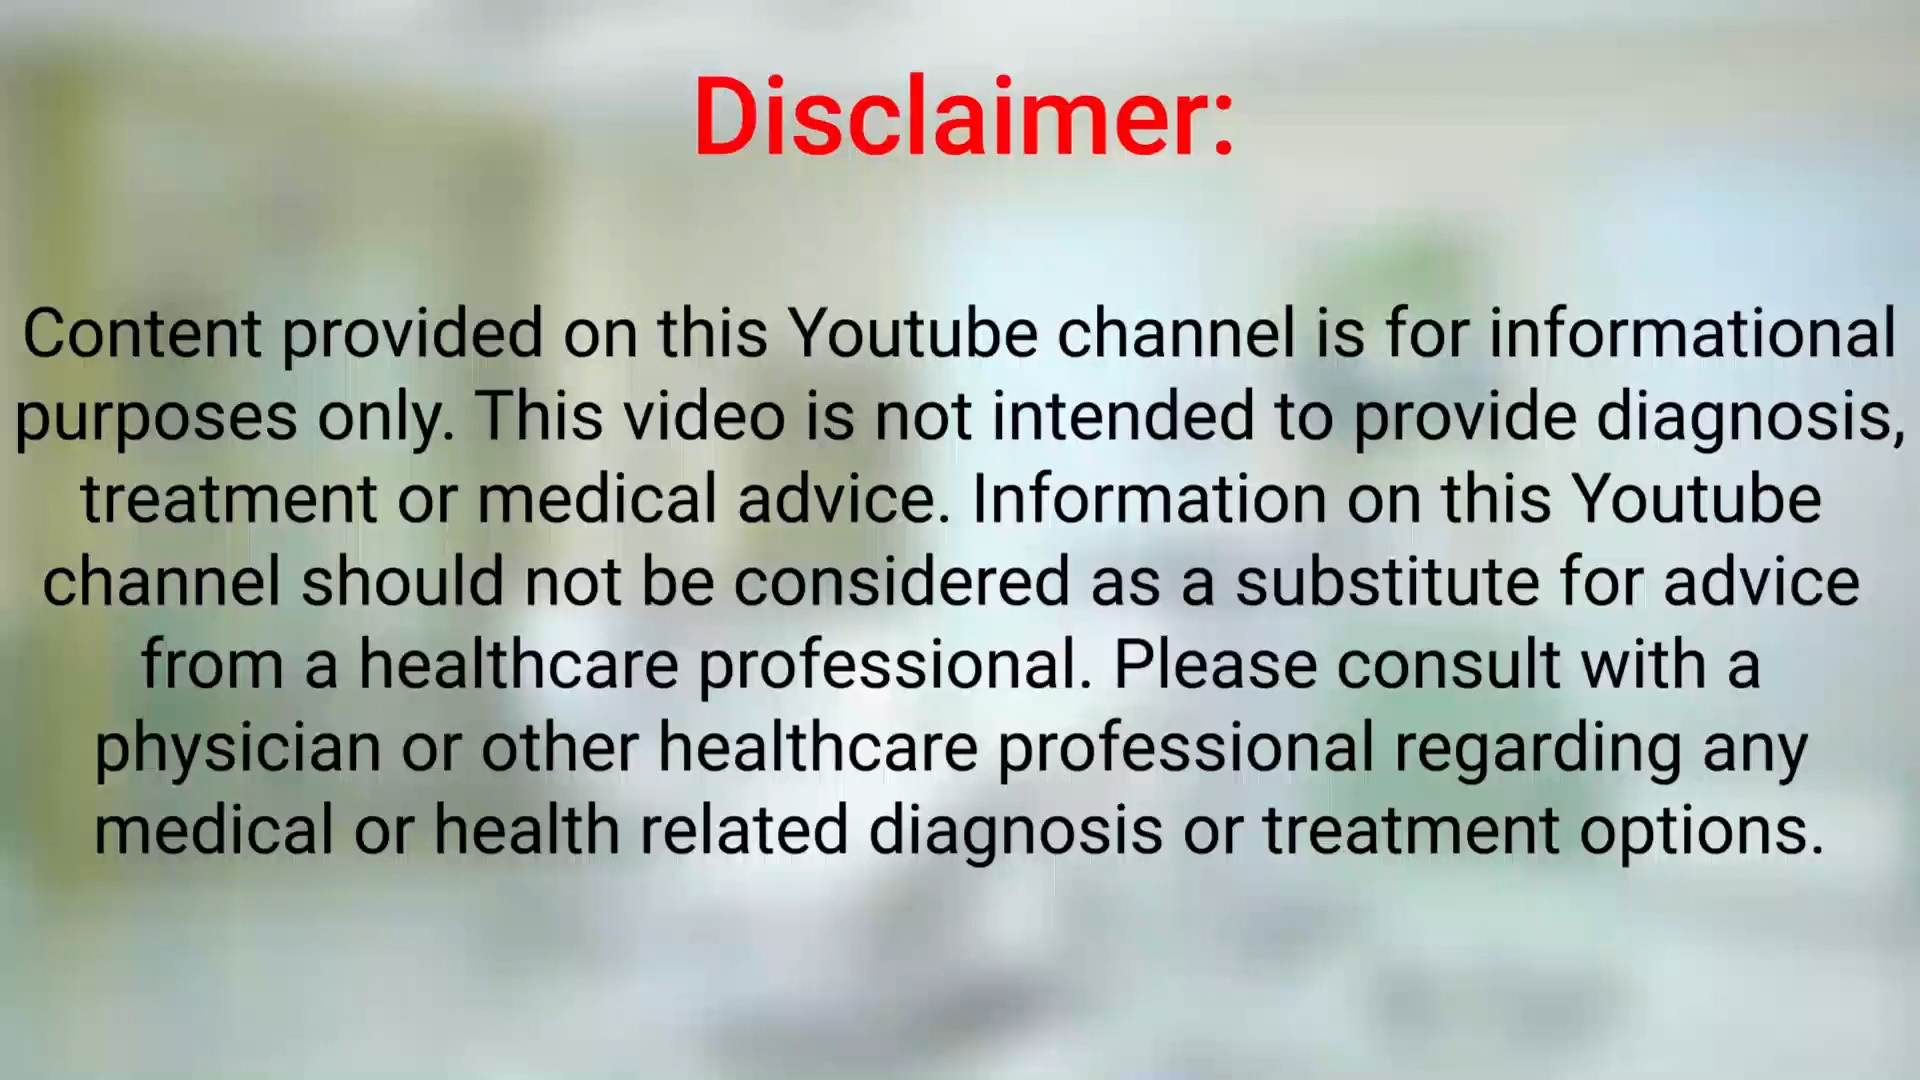 Disclaimer:
Content provided on this Youtube channel is for informational
purposes only. This video is not intended to provide diagnosis,
treatment or medical advice. Information on this Youtube
channel should not be considered as a substitute for advice
from a healthcare professional. Please consult with a
physician or other healthcare professional regarding any
medical or health related diagnosis or treatment options.